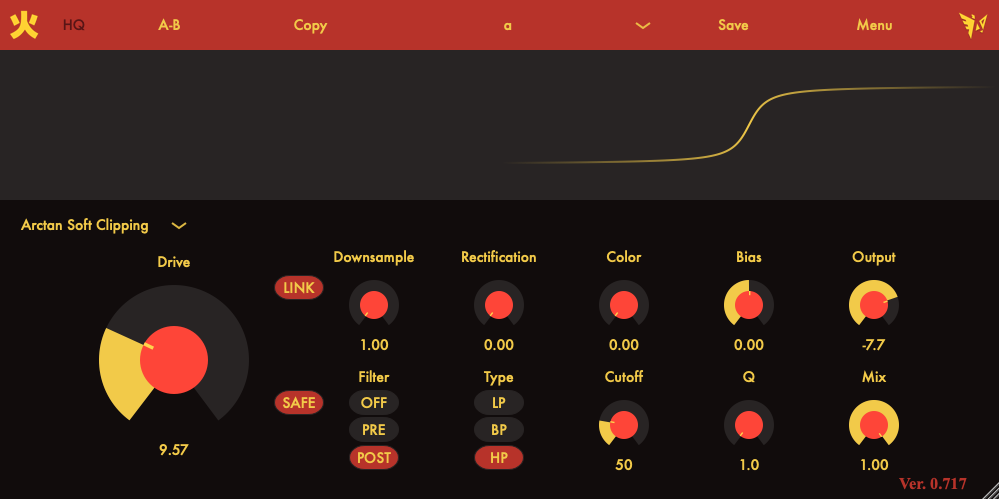 火 HQ A-B Copy a Save Menu
Arctan Soft Clipping
Drive Downsample Rectification Color Bias Output
LINK
1.00 0.00 0.00 0.00 -7.7
Filter Type Cutoff Q Mix
SAFE OFF LP
PRE BP
9.57 POST HP 50 1.0 1.00
Ver. 0.717